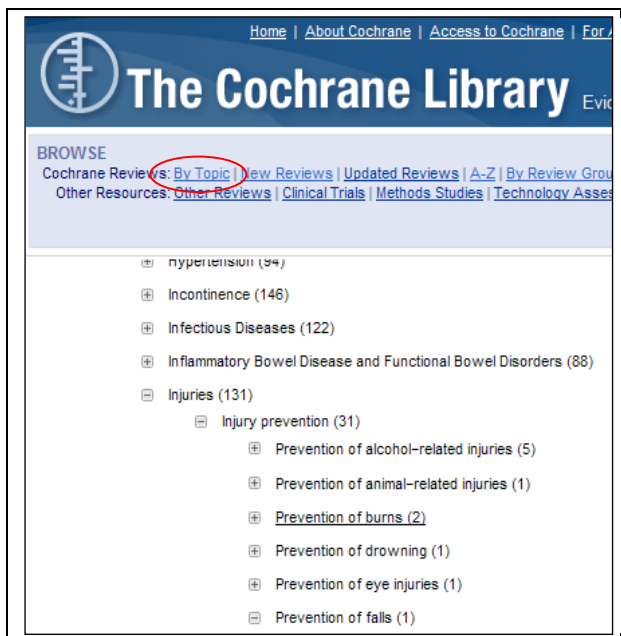 Home | About Cochrane | Access to Cochrane | For
The Cochrane Library
BROWSE
Cochrane Reviews: By Topic | New Reviews | Updated Reviews | A-Z | By Review Grou
Other Resources: Other Reviews | Clinical Trials | Methods Studies | Technology Asses
Hypertension (94)
Incontinence (146)
Infectious Diseases (122)
Inflammatory Bowel Disease and Functional Bowel Disorders (88)
Injuries (131)
Injury prevention (31)
Prevention of alcohol-related injuries (5)
Prevention of animal-related injuries (1)
Prevention of burns (2)
Prevention of drowning (1)
Prevention of eye injuries (1)
Prevention of falls (1)